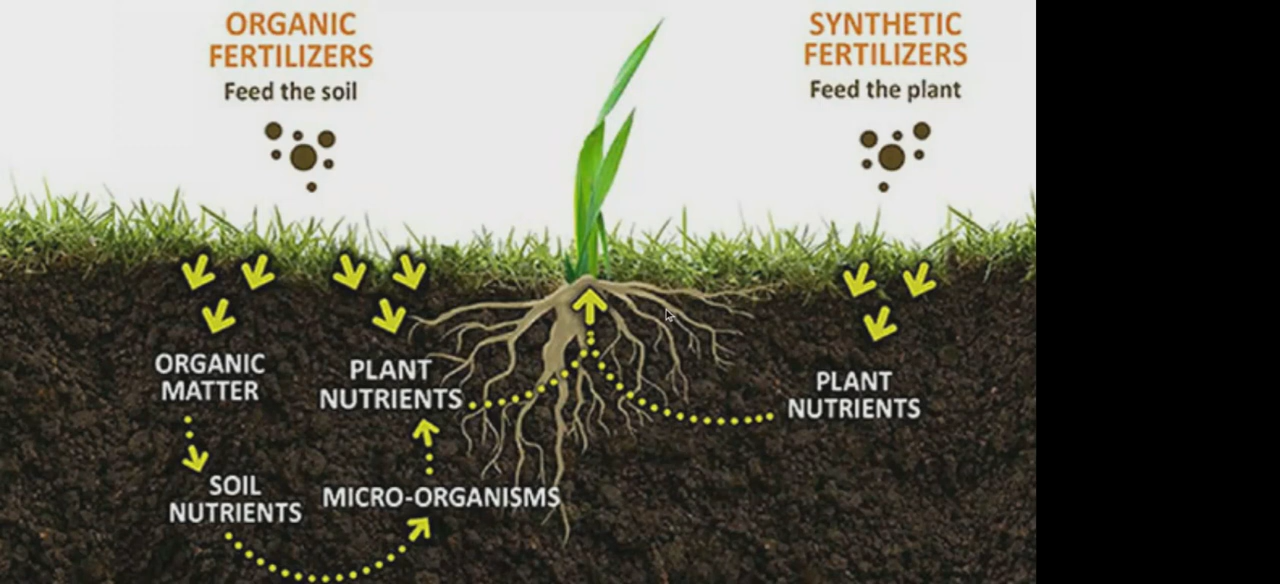 ORGANIC
FERTILIZERS
Feed the soil
SYNTHETIC
FERTILIZERS
Feed the plant
ORGANIC
MATTER
PLANT
NUTRIENTS
SOIL
NUTRIENTS
MICRO-ORGANISMS
PLANT
NUTRIENTS